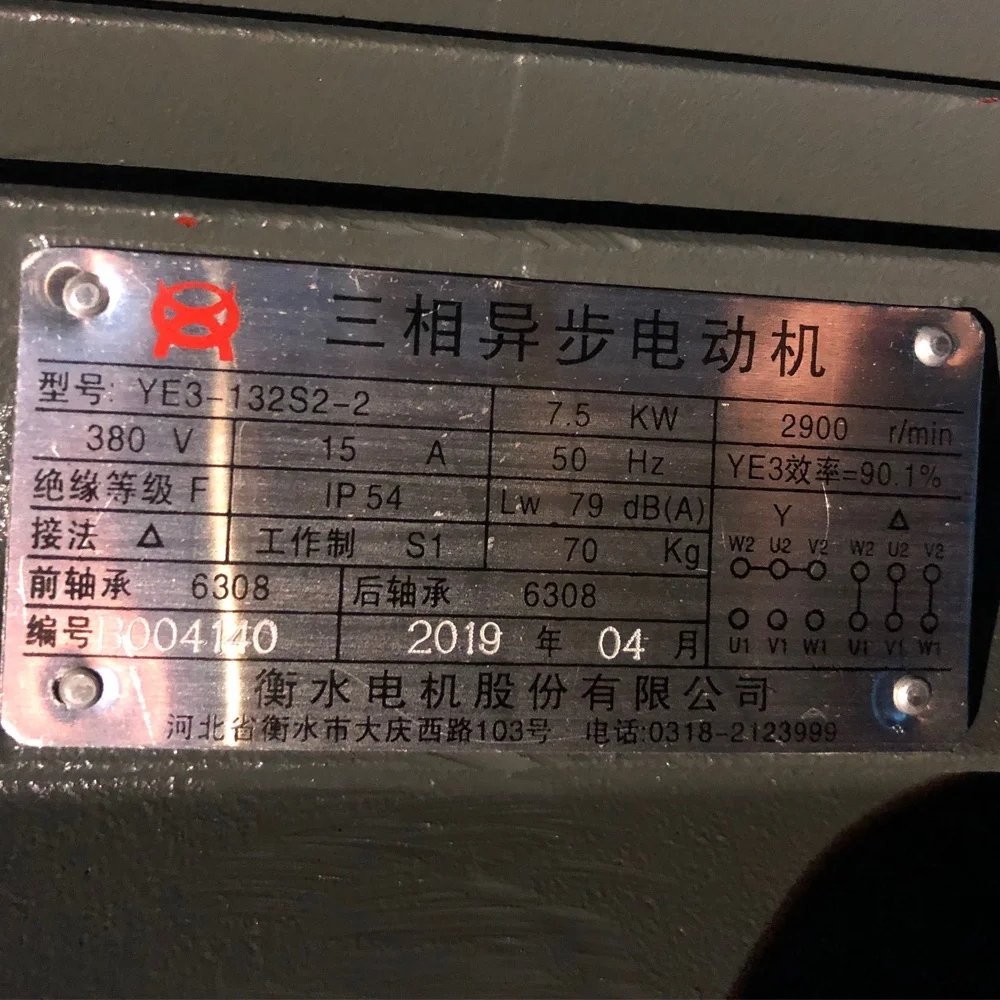 三相异步电动机
型号: YE3-132S2-2 7.5 KW 2900 r/min
380 V 15 A 50 Hz YE3效率=90.1%
绝缘等级 F IP54 Lw 79 dB(A)
Y △
接法 △ 工作制 S1 70 Kg
W2 U2 V2 W2 U2 V2
前轴承 6308 后轴承 6308
编号 B004140 2019 年 04 月
U1 V1 W1 U1 V1 W1
衡水电机股份有限公司
河北省衡水市大庆西路103号 电话:0318-2123999